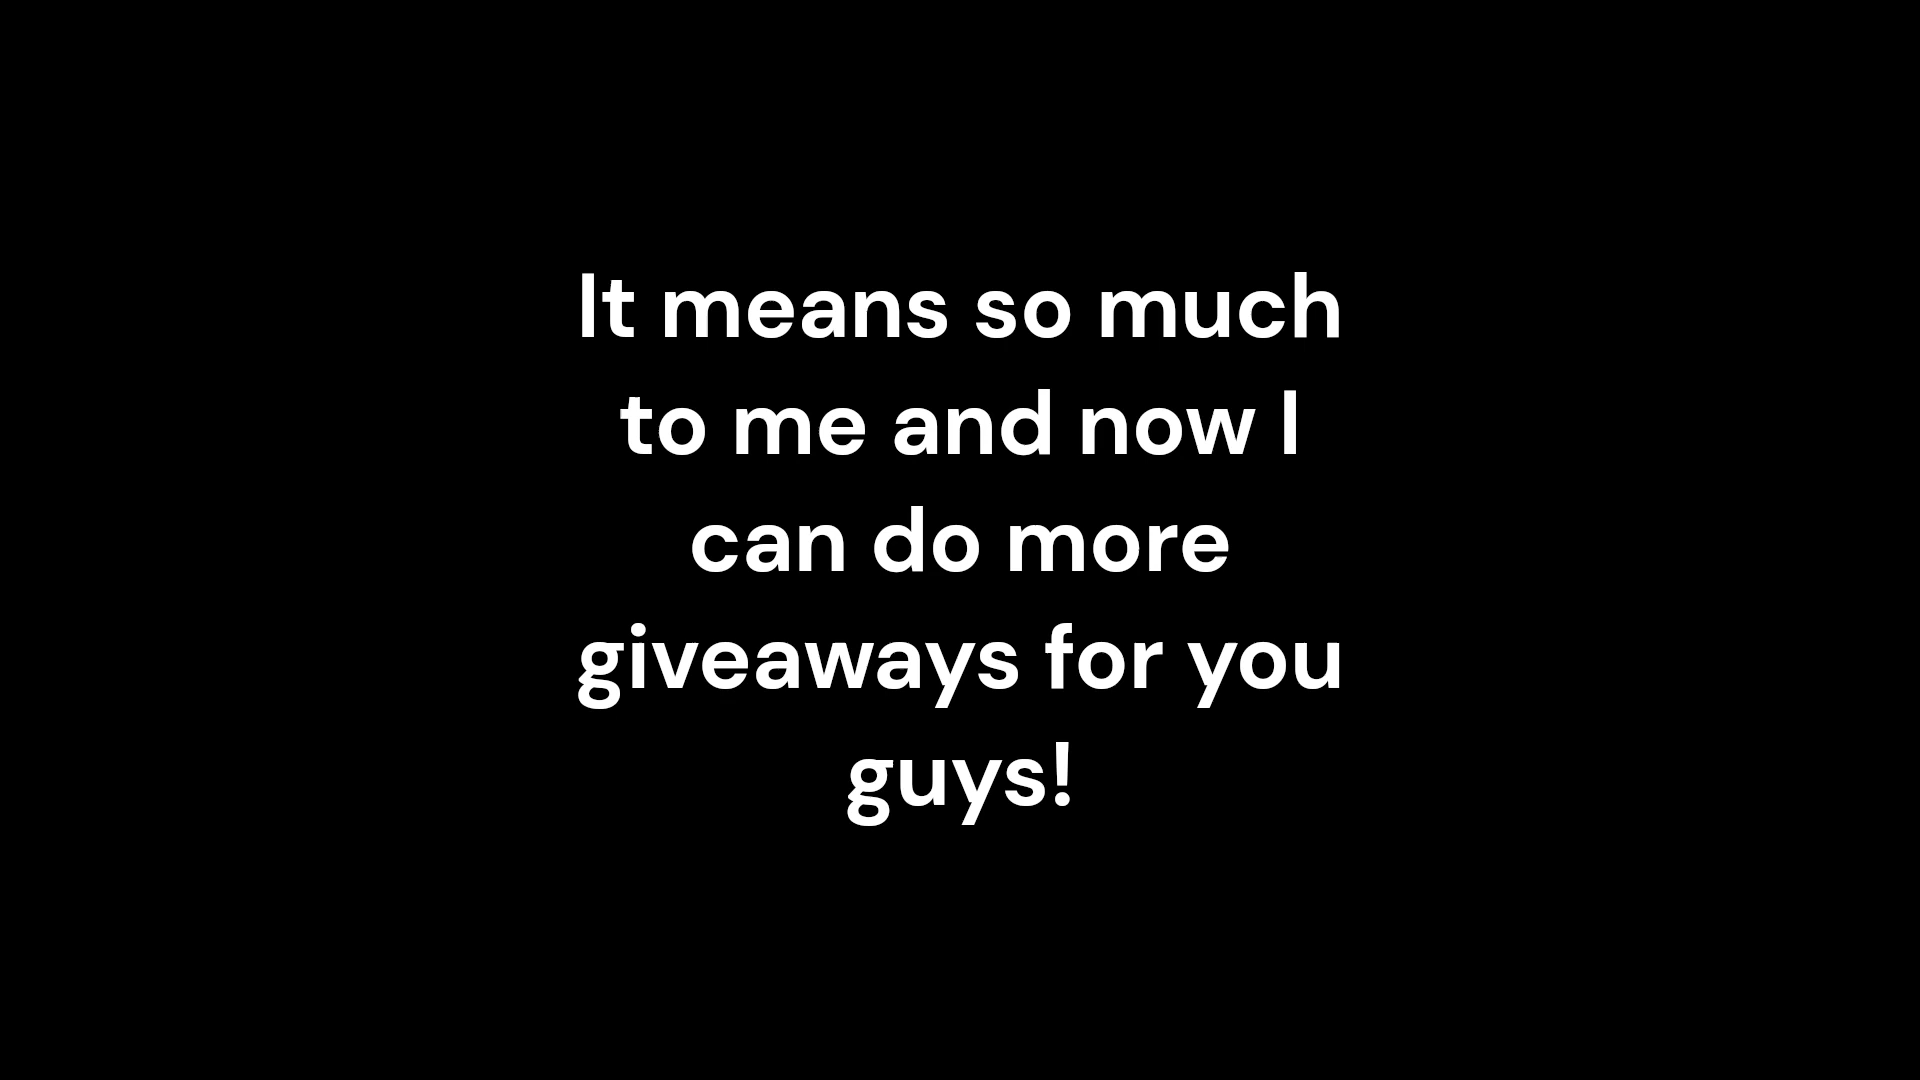 It means so much
to me and now I
can do more
giveaways for you
guys!